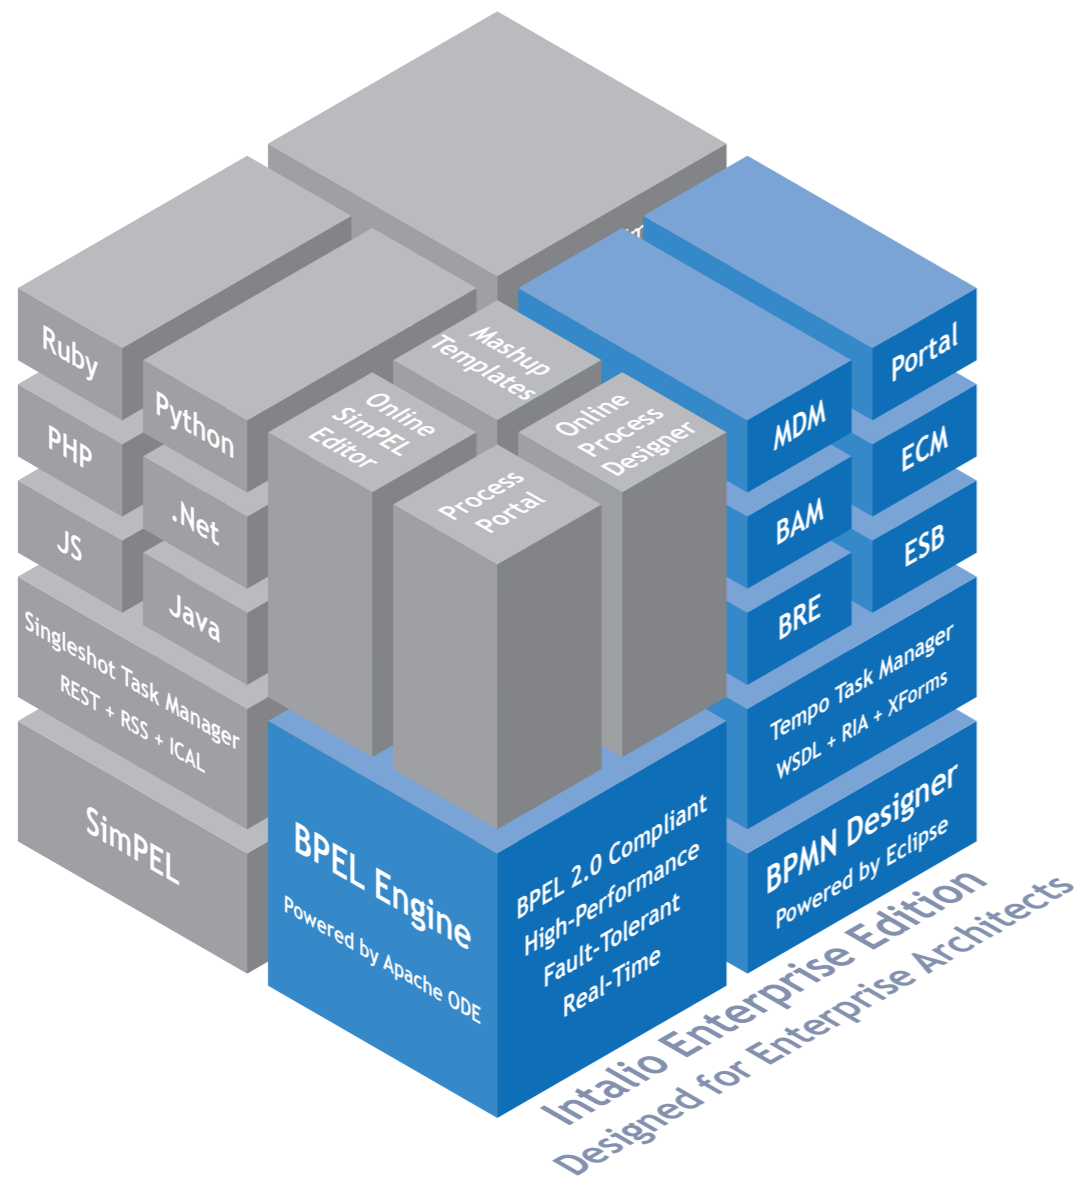 Mashup
Templates
Online
SimPEL
Editor
Online
Process
Designer
Process
Portal
Ruby
Python
PHP
.Net
JS
Java
Singleshot Task Manager
REST + RSS + ICAL
SimPEL
MDM
Portal
BAM
ECM
BRE
ESB
Tempo Task Manager
WSDL + RIA + XForms
BPMN Designer
Powered by Eclipse
BPEL Engine
Powered by Apache ODE
BPEL 2.0 Compliant
High-Performance
Fault-Tolerant
Real-Time
Intalio Enterprise Edition
Designed for Enterprise Architects